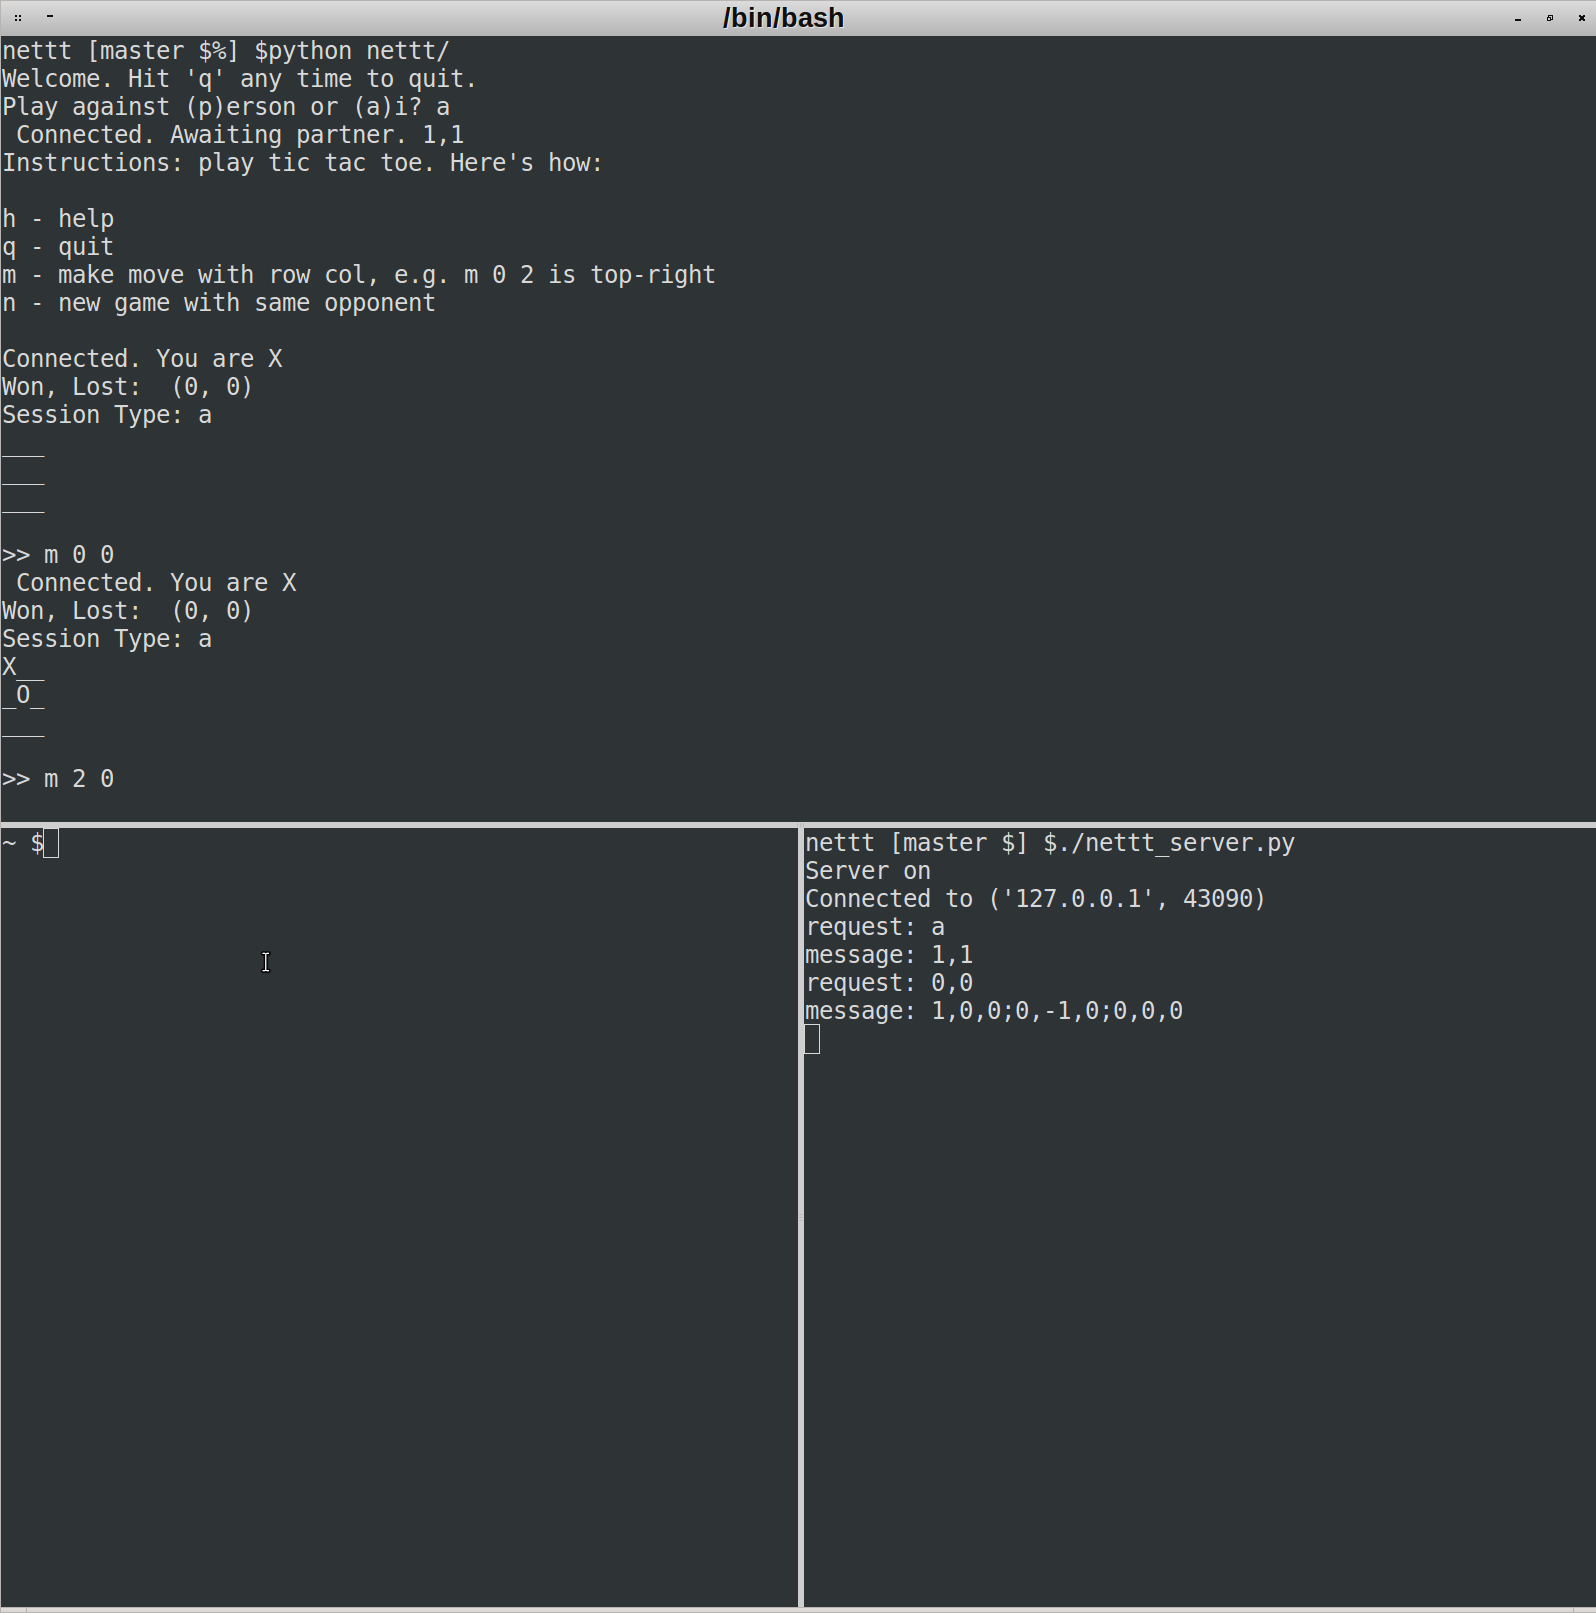 /bin/bash
nettt [master $%] $python nettt/
Welcome. Hit 'q' any time to quit.
Play against (p)erson or (a)i? a
 Connected. Awaiting partner. 1,1
Instructions: play tic tac toe. Here's how:
h - help
q - quit
m - make move with row col, e.g. m 0 2 is top-right
n - new game with same opponent
Connected. You are X
Won, Lost:  (0, 0)
Session Type: a
___
___
___
>> m 0 0
 Connected. You are X
Won, Lost:  (0, 0)
Session Type: a
X__
_O_
___
>> m 2 0
~ $
nettt [master $] $./nettt_server.py
Server on
Connected to ('127.0.0.1', 43090)
request: a
message: 1,1
request: 0,0
message: 1,0,0;0,-1,0;0,0,0